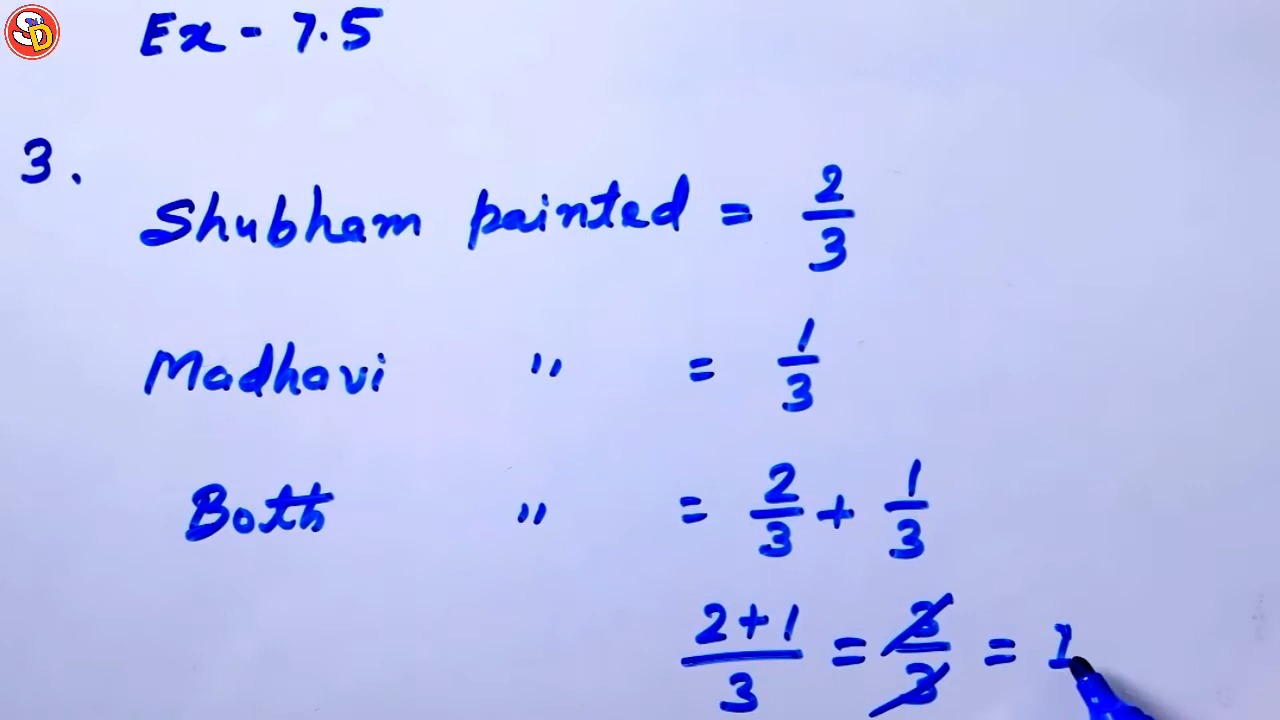 Ex - 7.5
3.
Shubham painted = 2/3
Madhavi " = 1/3
Both " = 2/3 + 1/3
2+1/3 = 3/3 = 1
SD